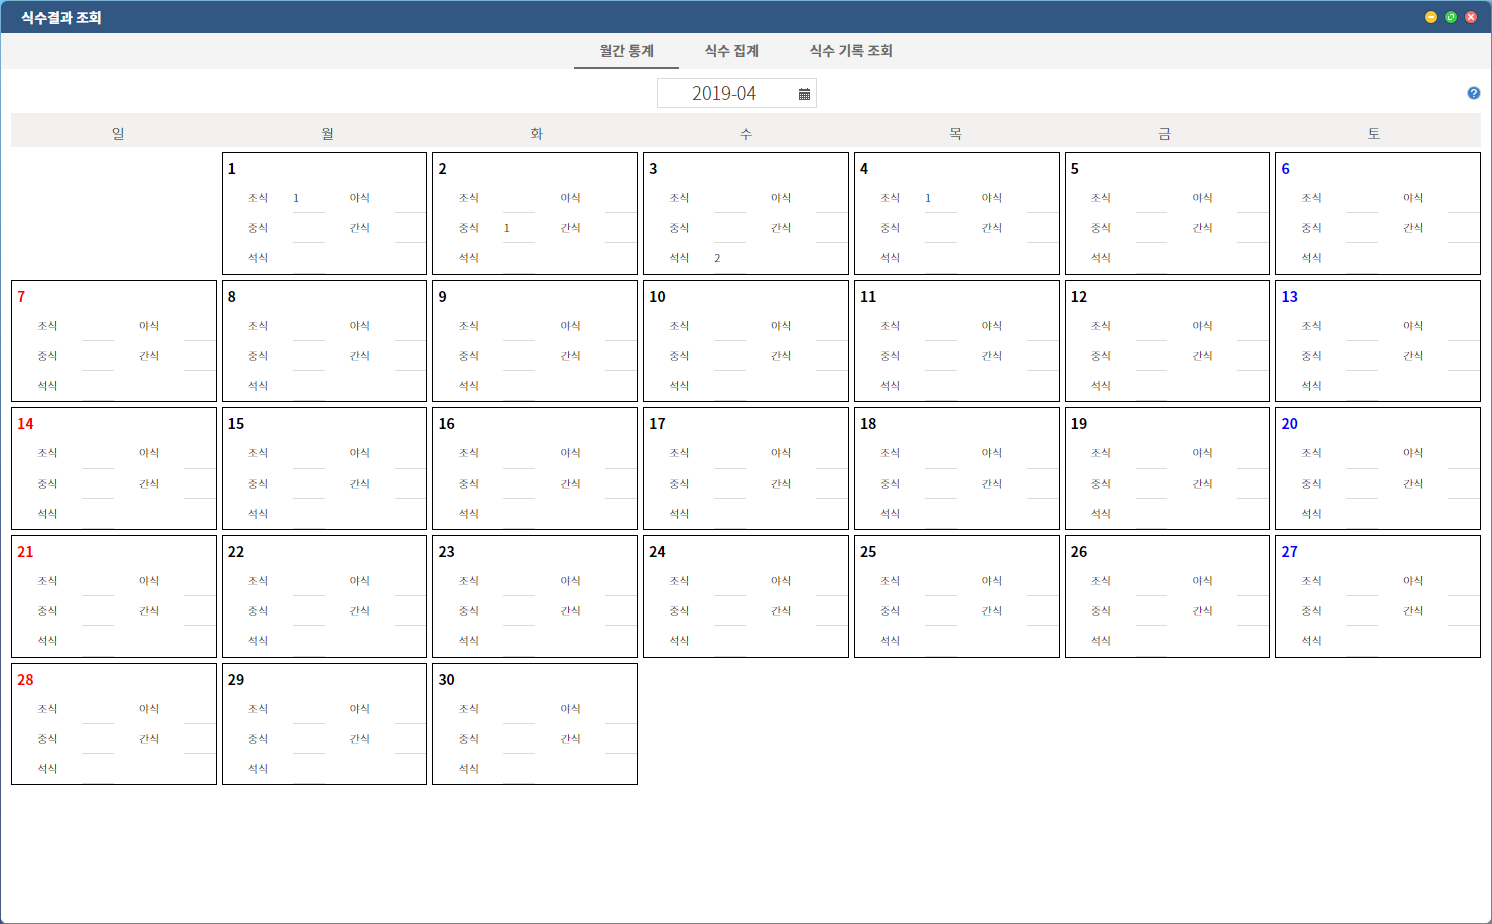 식수결과 조회
월간 통계 식수 집계 식수 기록 조회
2019-04
일 월 화 수 목 금 토
1 2 3 4 5 6
조식 1 야식 조식 야식 조식 야식 조식 1 야식 조식 야식 조식 야식
중식 간식 중식 1 간식 중식 간식 중식 간식 중식 간식 중식 간식
석식 석식 석식 2 석식 석식 석식
7 8 9 10 11 12 13
조식 야식 조식 야식 조식 야식 조식 야식 조식 야식 조식 야식 조식 야식
중식 간식 중식 간식 중식 간식 중식 간식 중식 간식 중식 간식 중식 간식
석식 석식 석식 석식 석식 석식 석식
14 15 16 17 18 19 20
조식 야식 조식 야식 조식 야식 조식 야식 조식 야식 조식 야식 조식 야식
중식 간식 중식 간식 중식 간식 중식 간식 중식 간식 중식 간식 중식 간식
석식 석식 석식 석식 석식 석식 석식
21 22 23 24 25 26 27
조식 야식 조식 야식 조식 야식 조식 야식 조식 야식 조식 야식 조식 야식
중식 간식 중식 간식 중식 간식 중식 간식 중식 간식 중식 간식 중식 간식
석식 석식 석식 석식 석식 석식 석식
28 29 30
조식 야식 조식 야식 조식 야식
중식 간식 중식 간식 중식 간식
석식 석식 석식